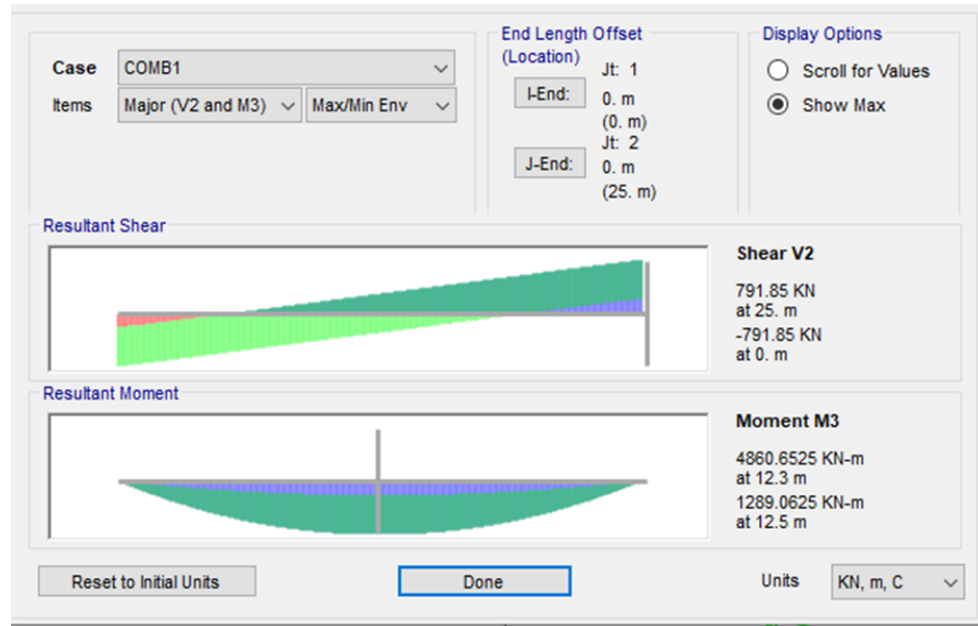 Case COMB1
Items Major (V2 and M3) Max/Min Env
End Length Offset
(Location)
Jt: 1
I-End: 0. m
(0. m)
Jt: 2
J-End: 0. m
(25. m)
Display Options
Scroll for Values
Show Max
Resultant Shear
Shear V2
791.85 KN
at 25. m
-791.85 KN
at 0. m
Resultant Moment
Moment M3
4860.6525 KN-m
at 12.3 m
1289.0625 KN-m
at 12.5 m
Reset to Initial Units Done Units KN, m, C